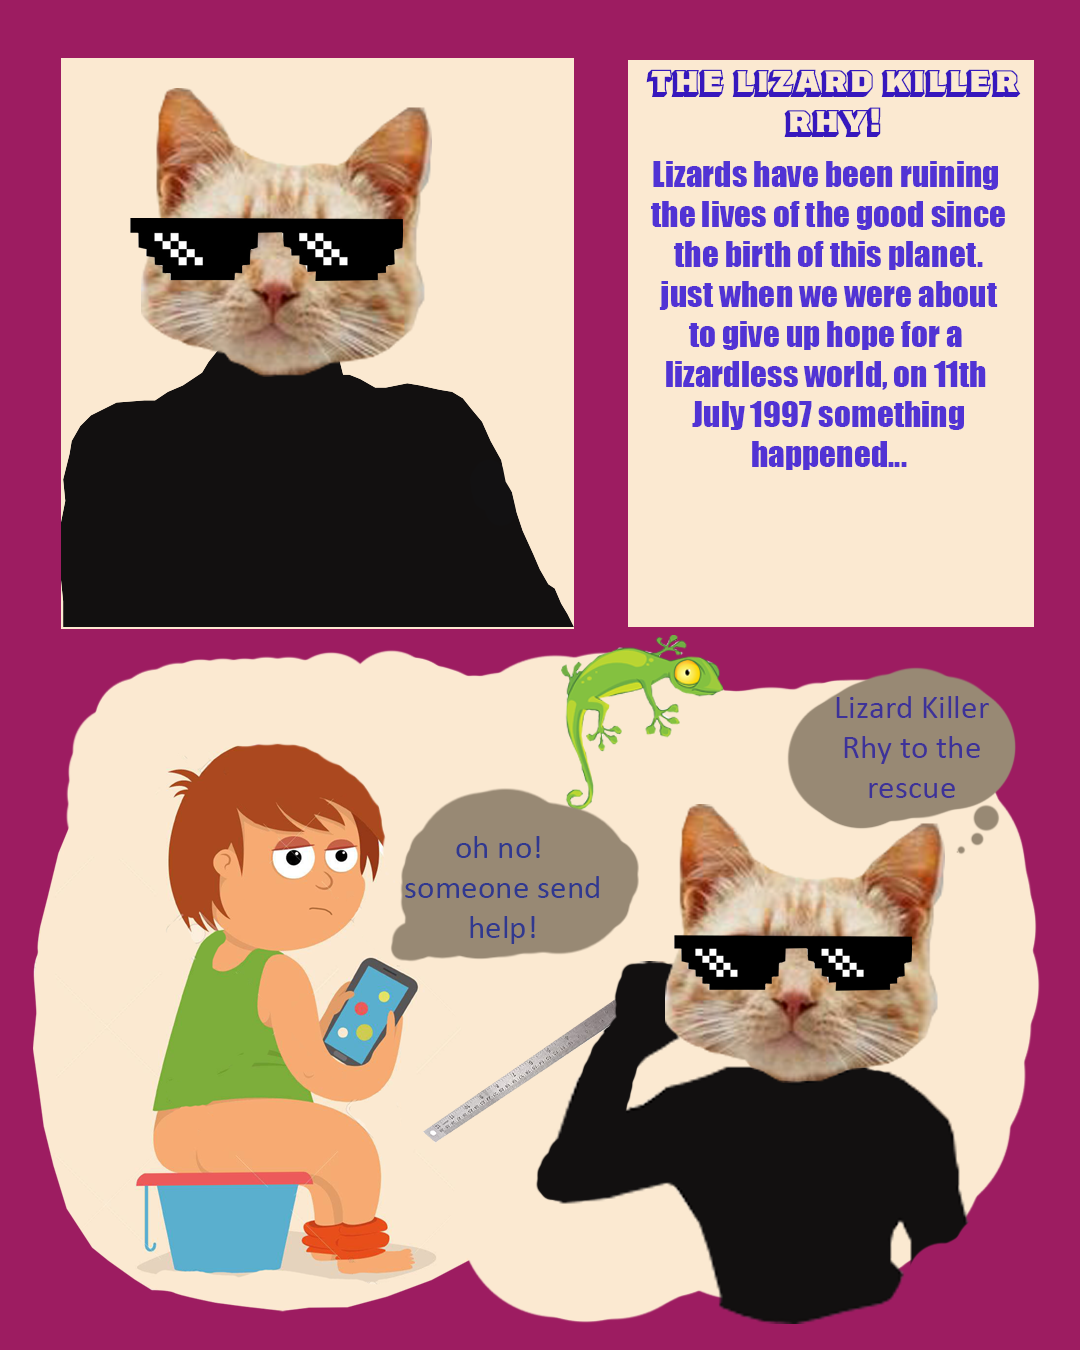 THE LIZARD KILLER
RHY!
Lizards have been ruining
the lives of the good since
the birth of this planet.
just when we were about
to give up hope for a
lizardless world, on 11th
July 1997 something
happened...
Lizard Killer
Rhy to the
rescue
oh no!
someone send
help!